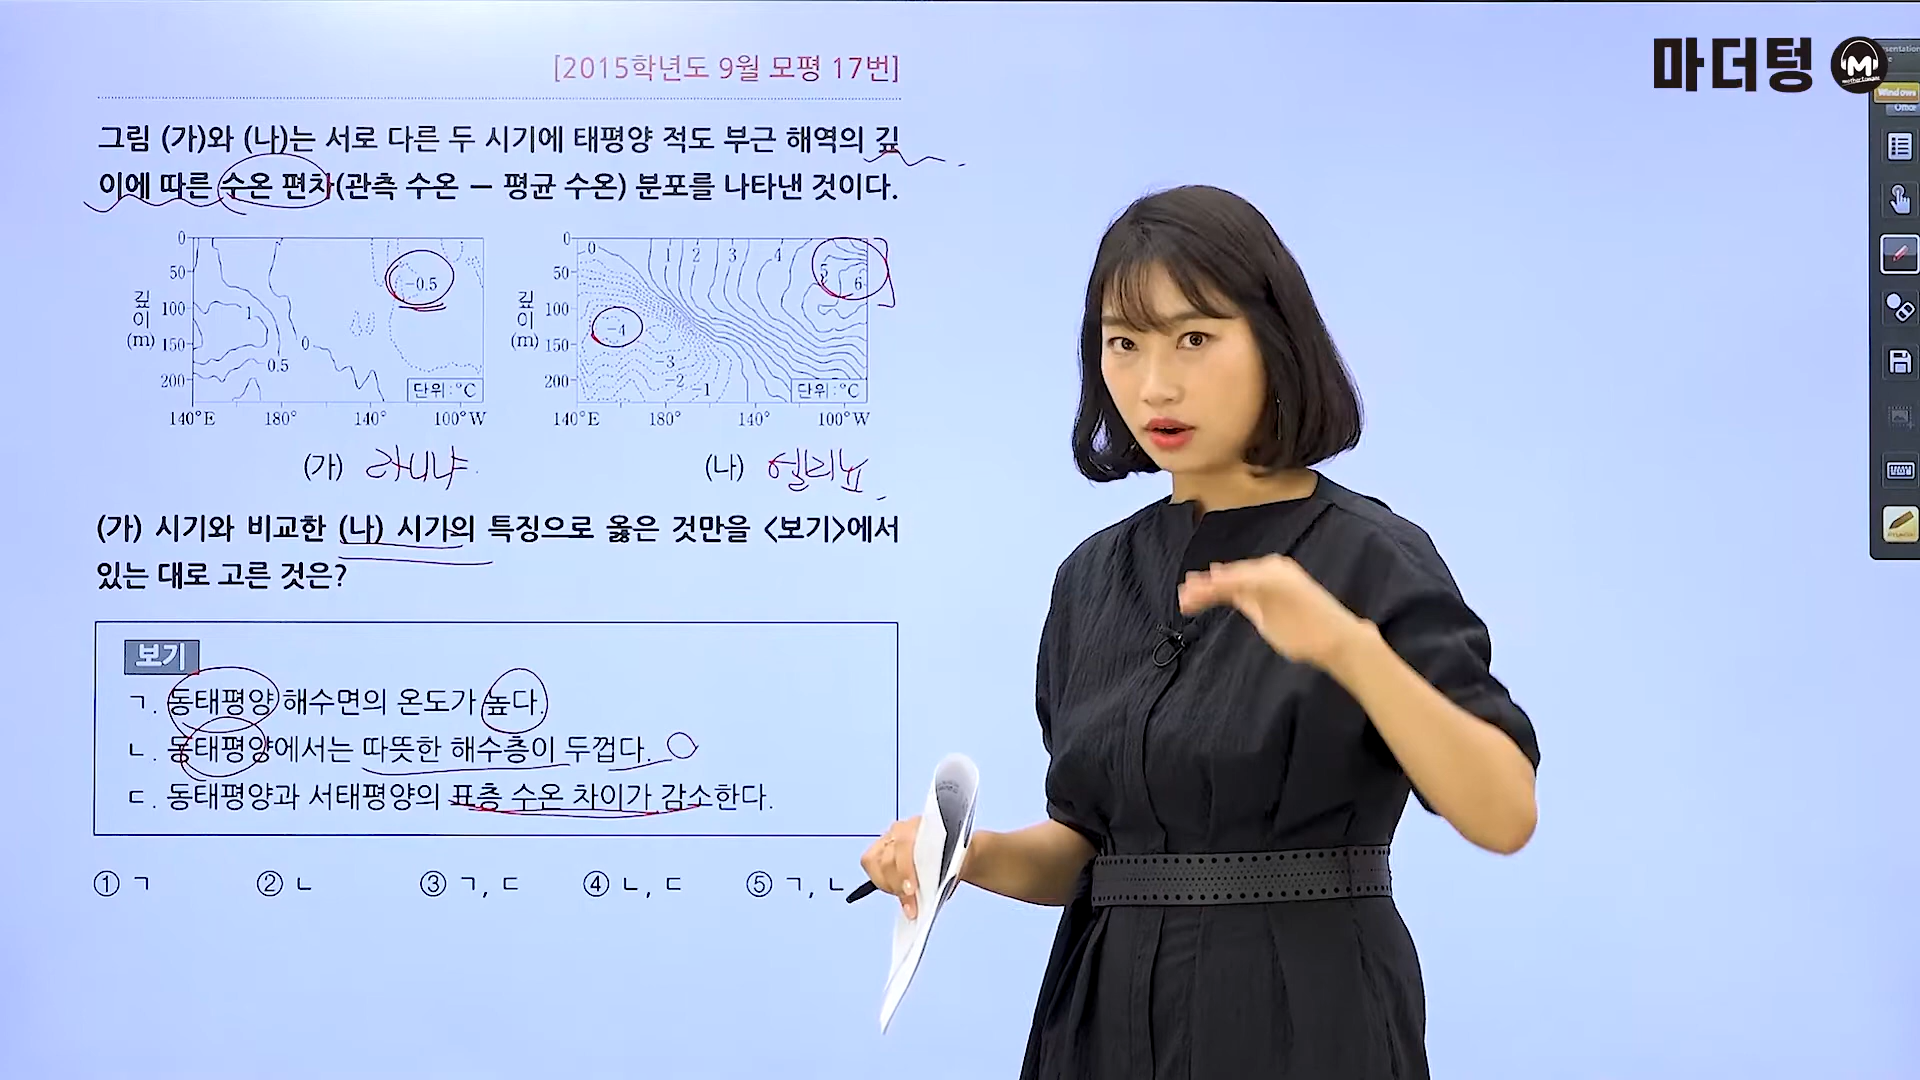 마더텅
[2015학년도 9월 모평 17번]
그림 (가)와 (나)는 서로 다른 두 시기에 태평양 적도 부근 해역의 깊
이에 따른 수온 편차(관측 수온 − 평균 수온) 분포를 나타낸 것이다.
0
50
100
150
200
깊이
(m)
-0.5
1
0
0.5
단위:°C
140°E 180° 140° 100°W
(가) 라니냐
0
50
100
150
200
깊이
(m)
0 1 2 3 4 5 6
-4
-3
-2
-1
단위:°C
140°E 180° 140° 100°W
(나) 엘니뇨
(가) 시기와 비교한 (나) 시기의 특징으로 옳은 것만을 <보기>에서
있는 대로 고른 것은?
보기
ㄱ. 동태평양 해수면의 온도가 높다.
ㄴ. 동태평양에서는 따뜻한 해수층이 두껍다.
ㄷ. 동태평양과 서태평양의 표층 수온 차이가 감소한다.
① ㄱ ② ㄴ ③ ㄱ, ㄷ ④ ㄴ, ㄷ ⑤ ㄱ, ㄴ
Windows
Office